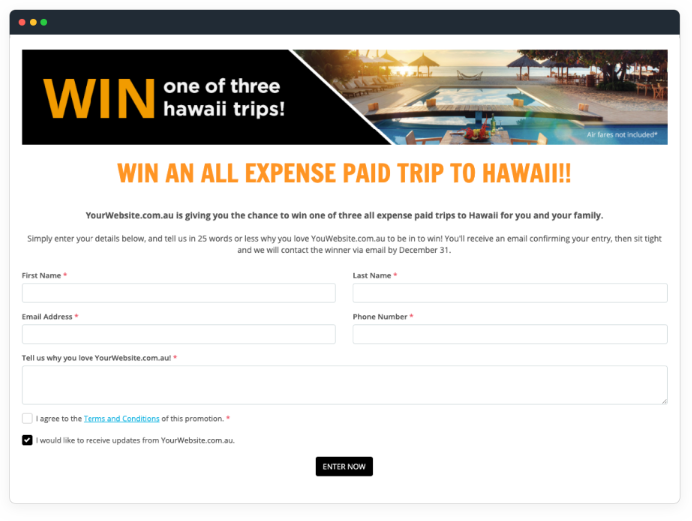 WIN one of three
hawaii trips!
Air fares not included*
WIN AN ALL EXPENSE PAID TRIP TO HAWAII!!
YourWebsite.com.au is giving you the chance to win one of three all expense paid trips to Hawaii for you and your family.
Simply enter your details below, and tell us in 25 words or less why you love YouWebsite.com.au to be in to win! You'll receive an email confirming your entry, then sit tight
and we will contact the winner via email by December 31.
First Name *
Last Name *
Email Address *
Phone Number *
Tell us why you love YourWebsite.com.au! *
I agree to the Terms and Conditions of this promotion. *
I would like to receive updates from YourWebsite.com.au.
ENTER NOW